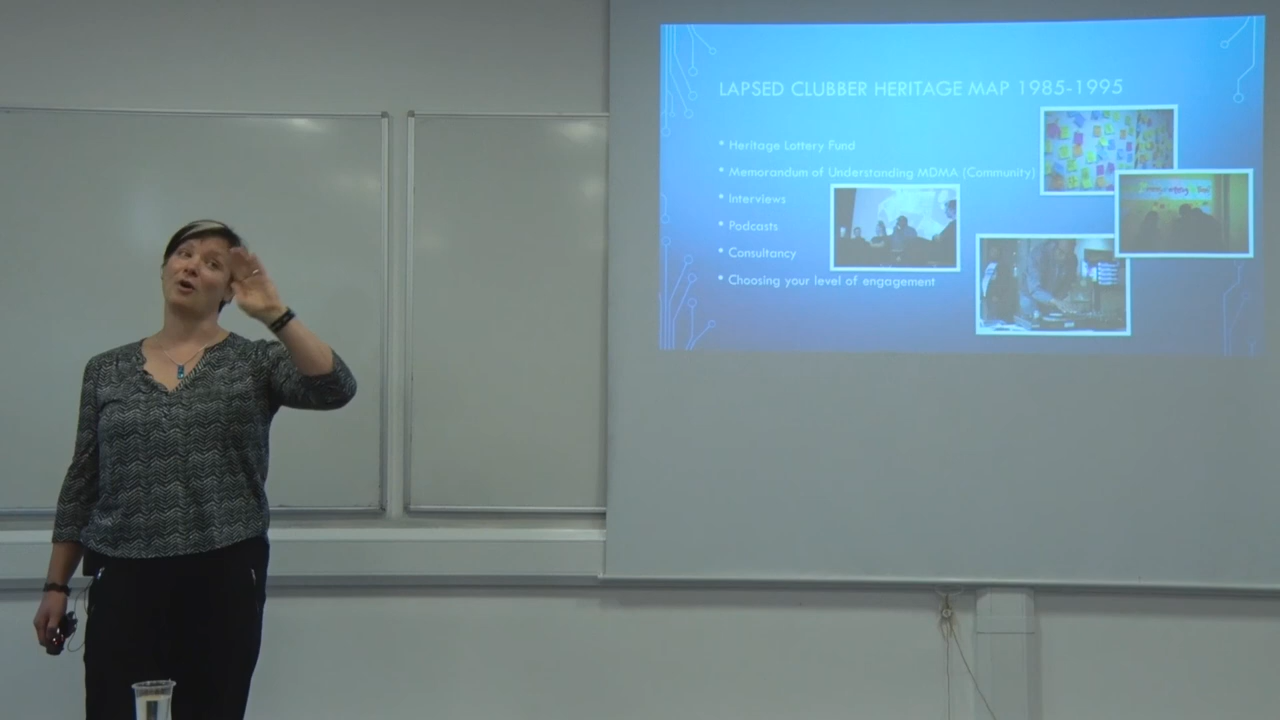 LAPSED CLUBBER HERITAGE MAP 1985-1995
* Heritage Lottery Fund
* Memorandum of Understanding MDMA (Community)
* Interviews
* Podcasts
* Consultancy
* Choosing your level of engagement